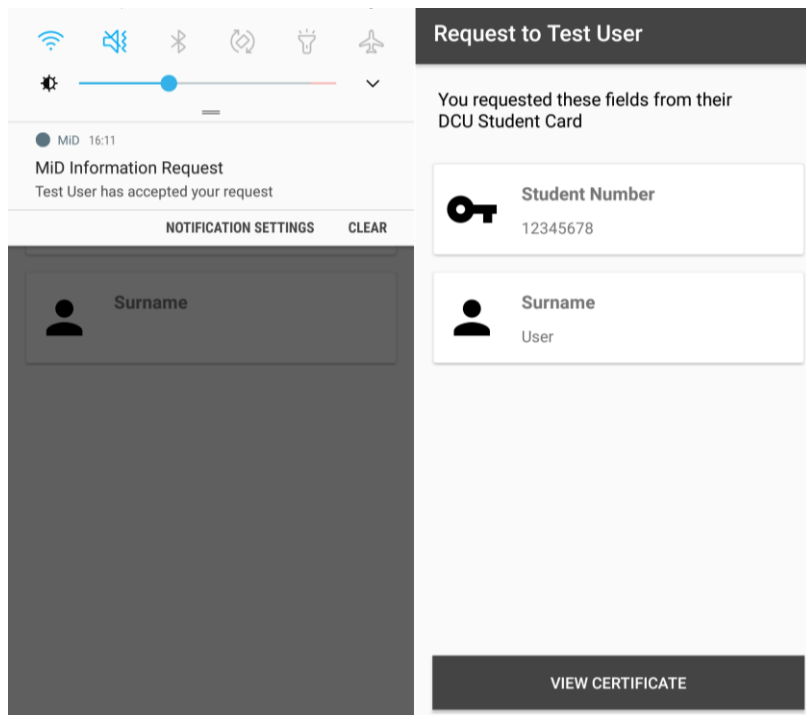 MiD 16:11
MiD Information Request
Test User has accepted your request
NOTIFICATION SETTINGS CLEAR
Surname
Request to Test User
You requested these fields from their
DCU Student Card
Student Number
12345678
Surname
User
VIEW CERTIFICATE